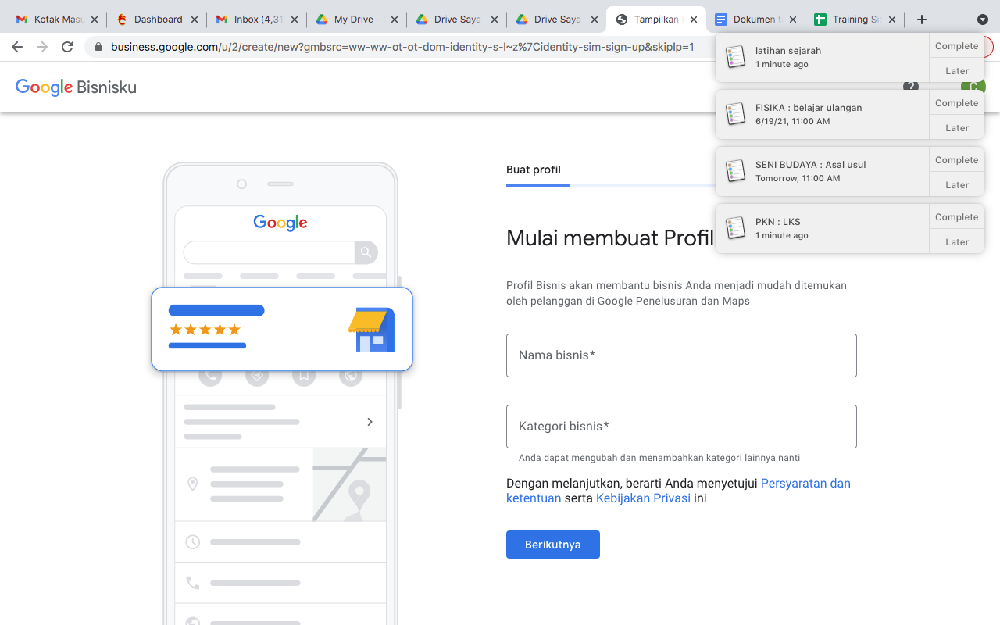 Kotak Masu
Dashboard
Inbox (4,31
My Drive -
Drive Saya
Drive Saya
Tampilkan
Dokumen t
Training Sis
business.google.com/u/2/create/new?gmbsrc=ww-ww-ot-ot-dom-identity-s-l~z%7Cidentity-sim-sign-up&skiplp=1
Google Bisnisku
latihan sejarah
1 minute ago
Complete
Later
FISIKA : belajar ulangan
6/19/21, 11:00 AM
Complete
Later
SENI BUDAYA : Asal usul
Tomorrow, 11:00 AM
Complete
Later
PKN : LKS
1 minute ago
Complete
Later
Google
Buat profil
Mulai membuat Profil
Profil Bisnis akan membantu bisnis Anda menjadi mudah ditemukan
oleh pelanggan di Google Penelusuran dan Maps
Nama bisnis*
Kategori bisnis*
Anda dapat mengubah dan menambahkan kategori lainnya nanti
Dengan melanjutkan, berarti Anda menyetujui Persyaratan dan
ketentuan serta Kebijakan Privasi ini
Berikutnya